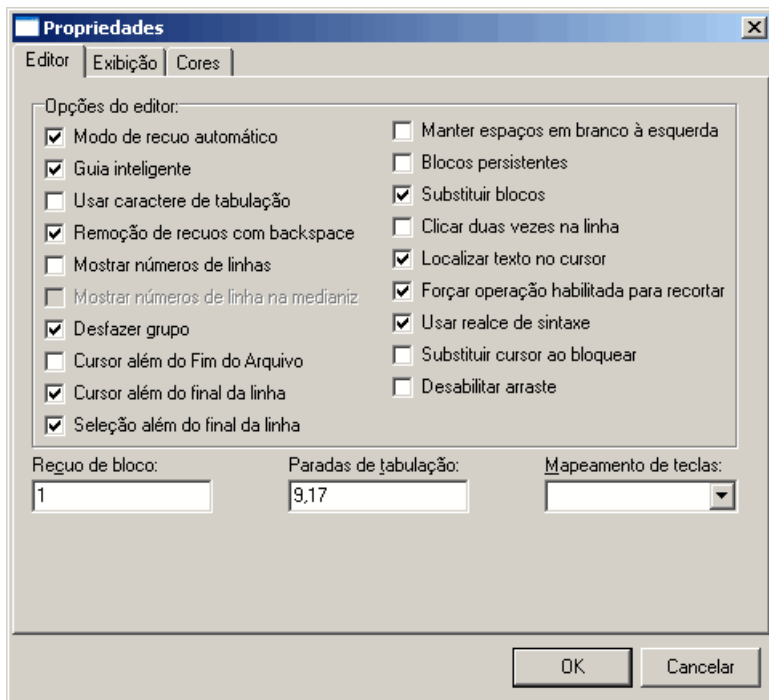 Propriedades
Editor
Exibição
Cores
Opções do editor:
Modo de recuo automático
Guia inteligente
Usar caractere de tabulação
Remoção de recuos com backspace
Mostrar números de linhas
Mostrar números de linha na medianiz
Desfazer grupo
Cursor além do Fim do Arquivo
Cursor além do final da linha
Seleção além do final da linha
Manter espaços em branco à esquerda
Blocos persistentes
Substituir blocos
Clicar duas vezes na linha
Localizar texto no cursor
Forçar operação habilitada para recortar
Usar realce de sintaxe
Substituir cursor ao bloquear
Desabilitar arraste
Recuo de bloco:
1
Paradas de tabulação:
9,17
Mapeamento de teclas:
OK
Cancelar